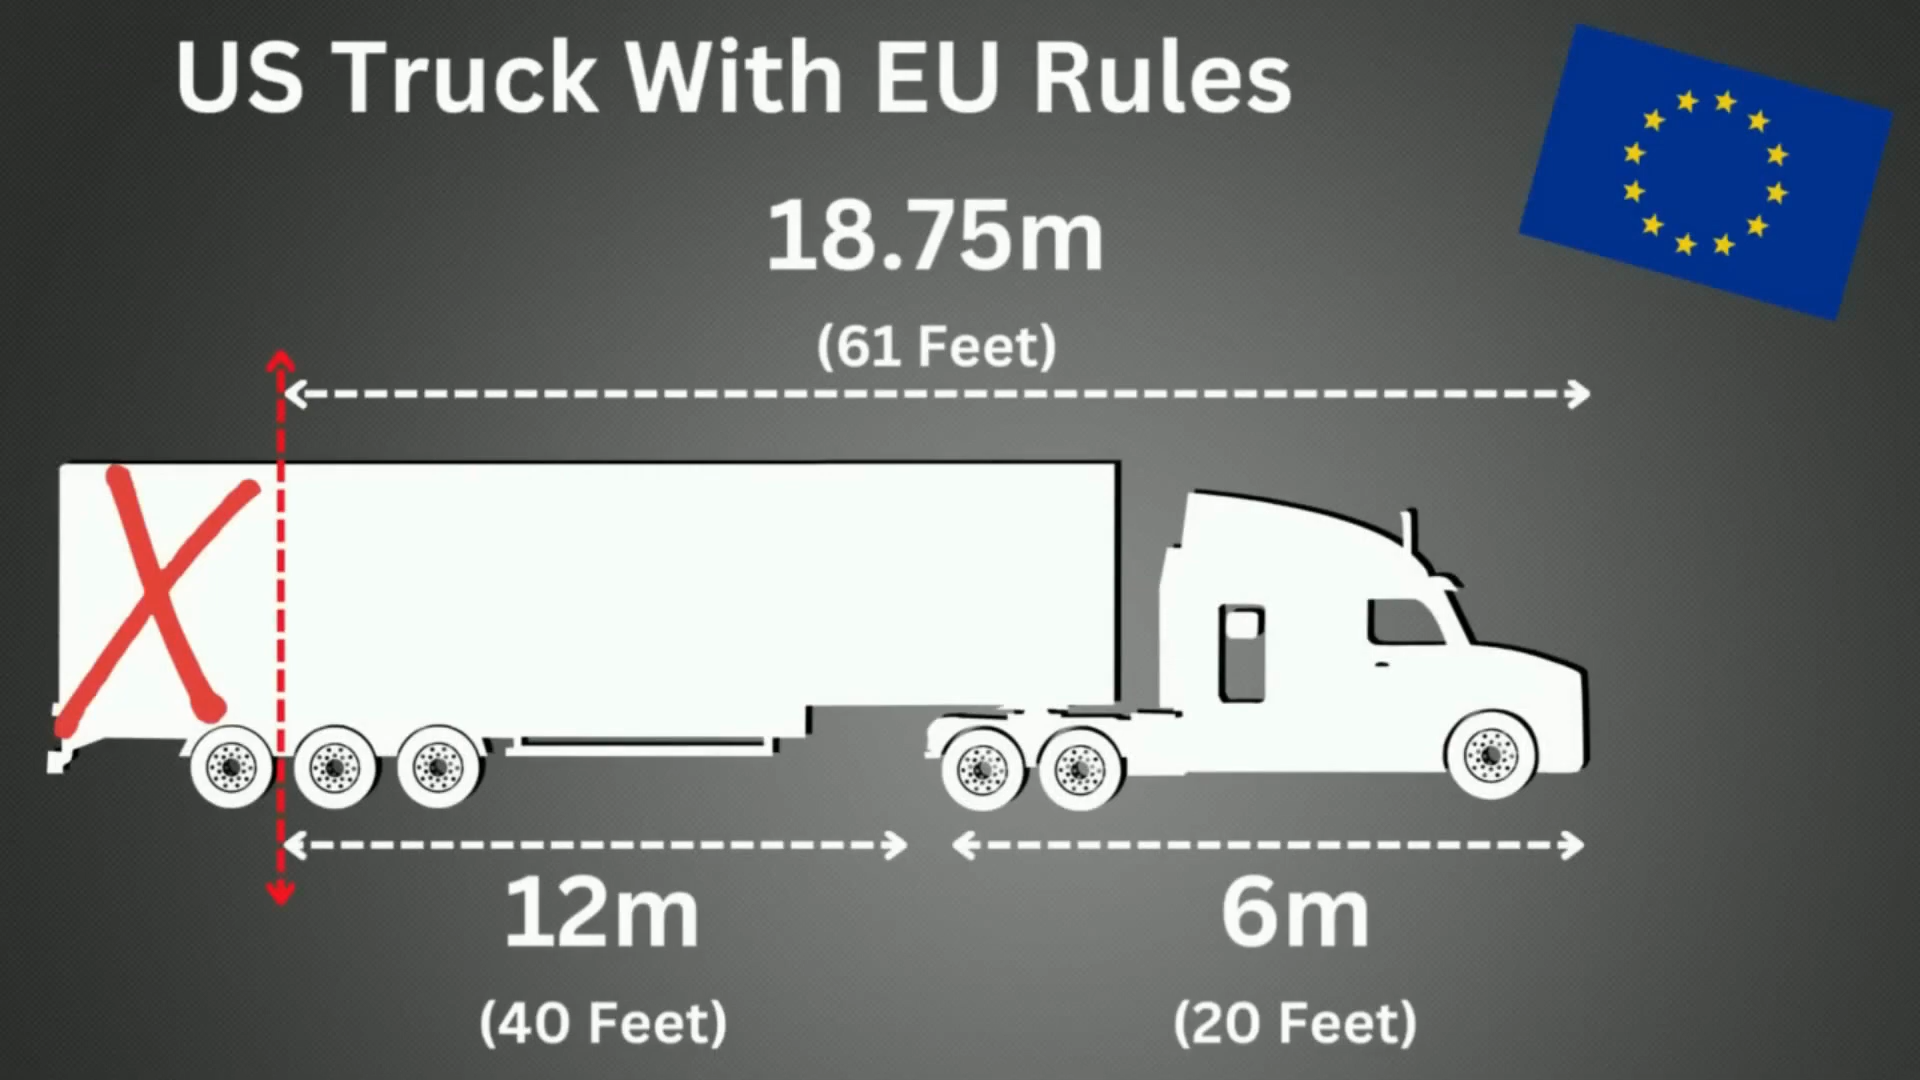 US Truck With EU Rules
18.75m
(61 Feet)
12m
6m
(40 Feet)
(20 Feet)